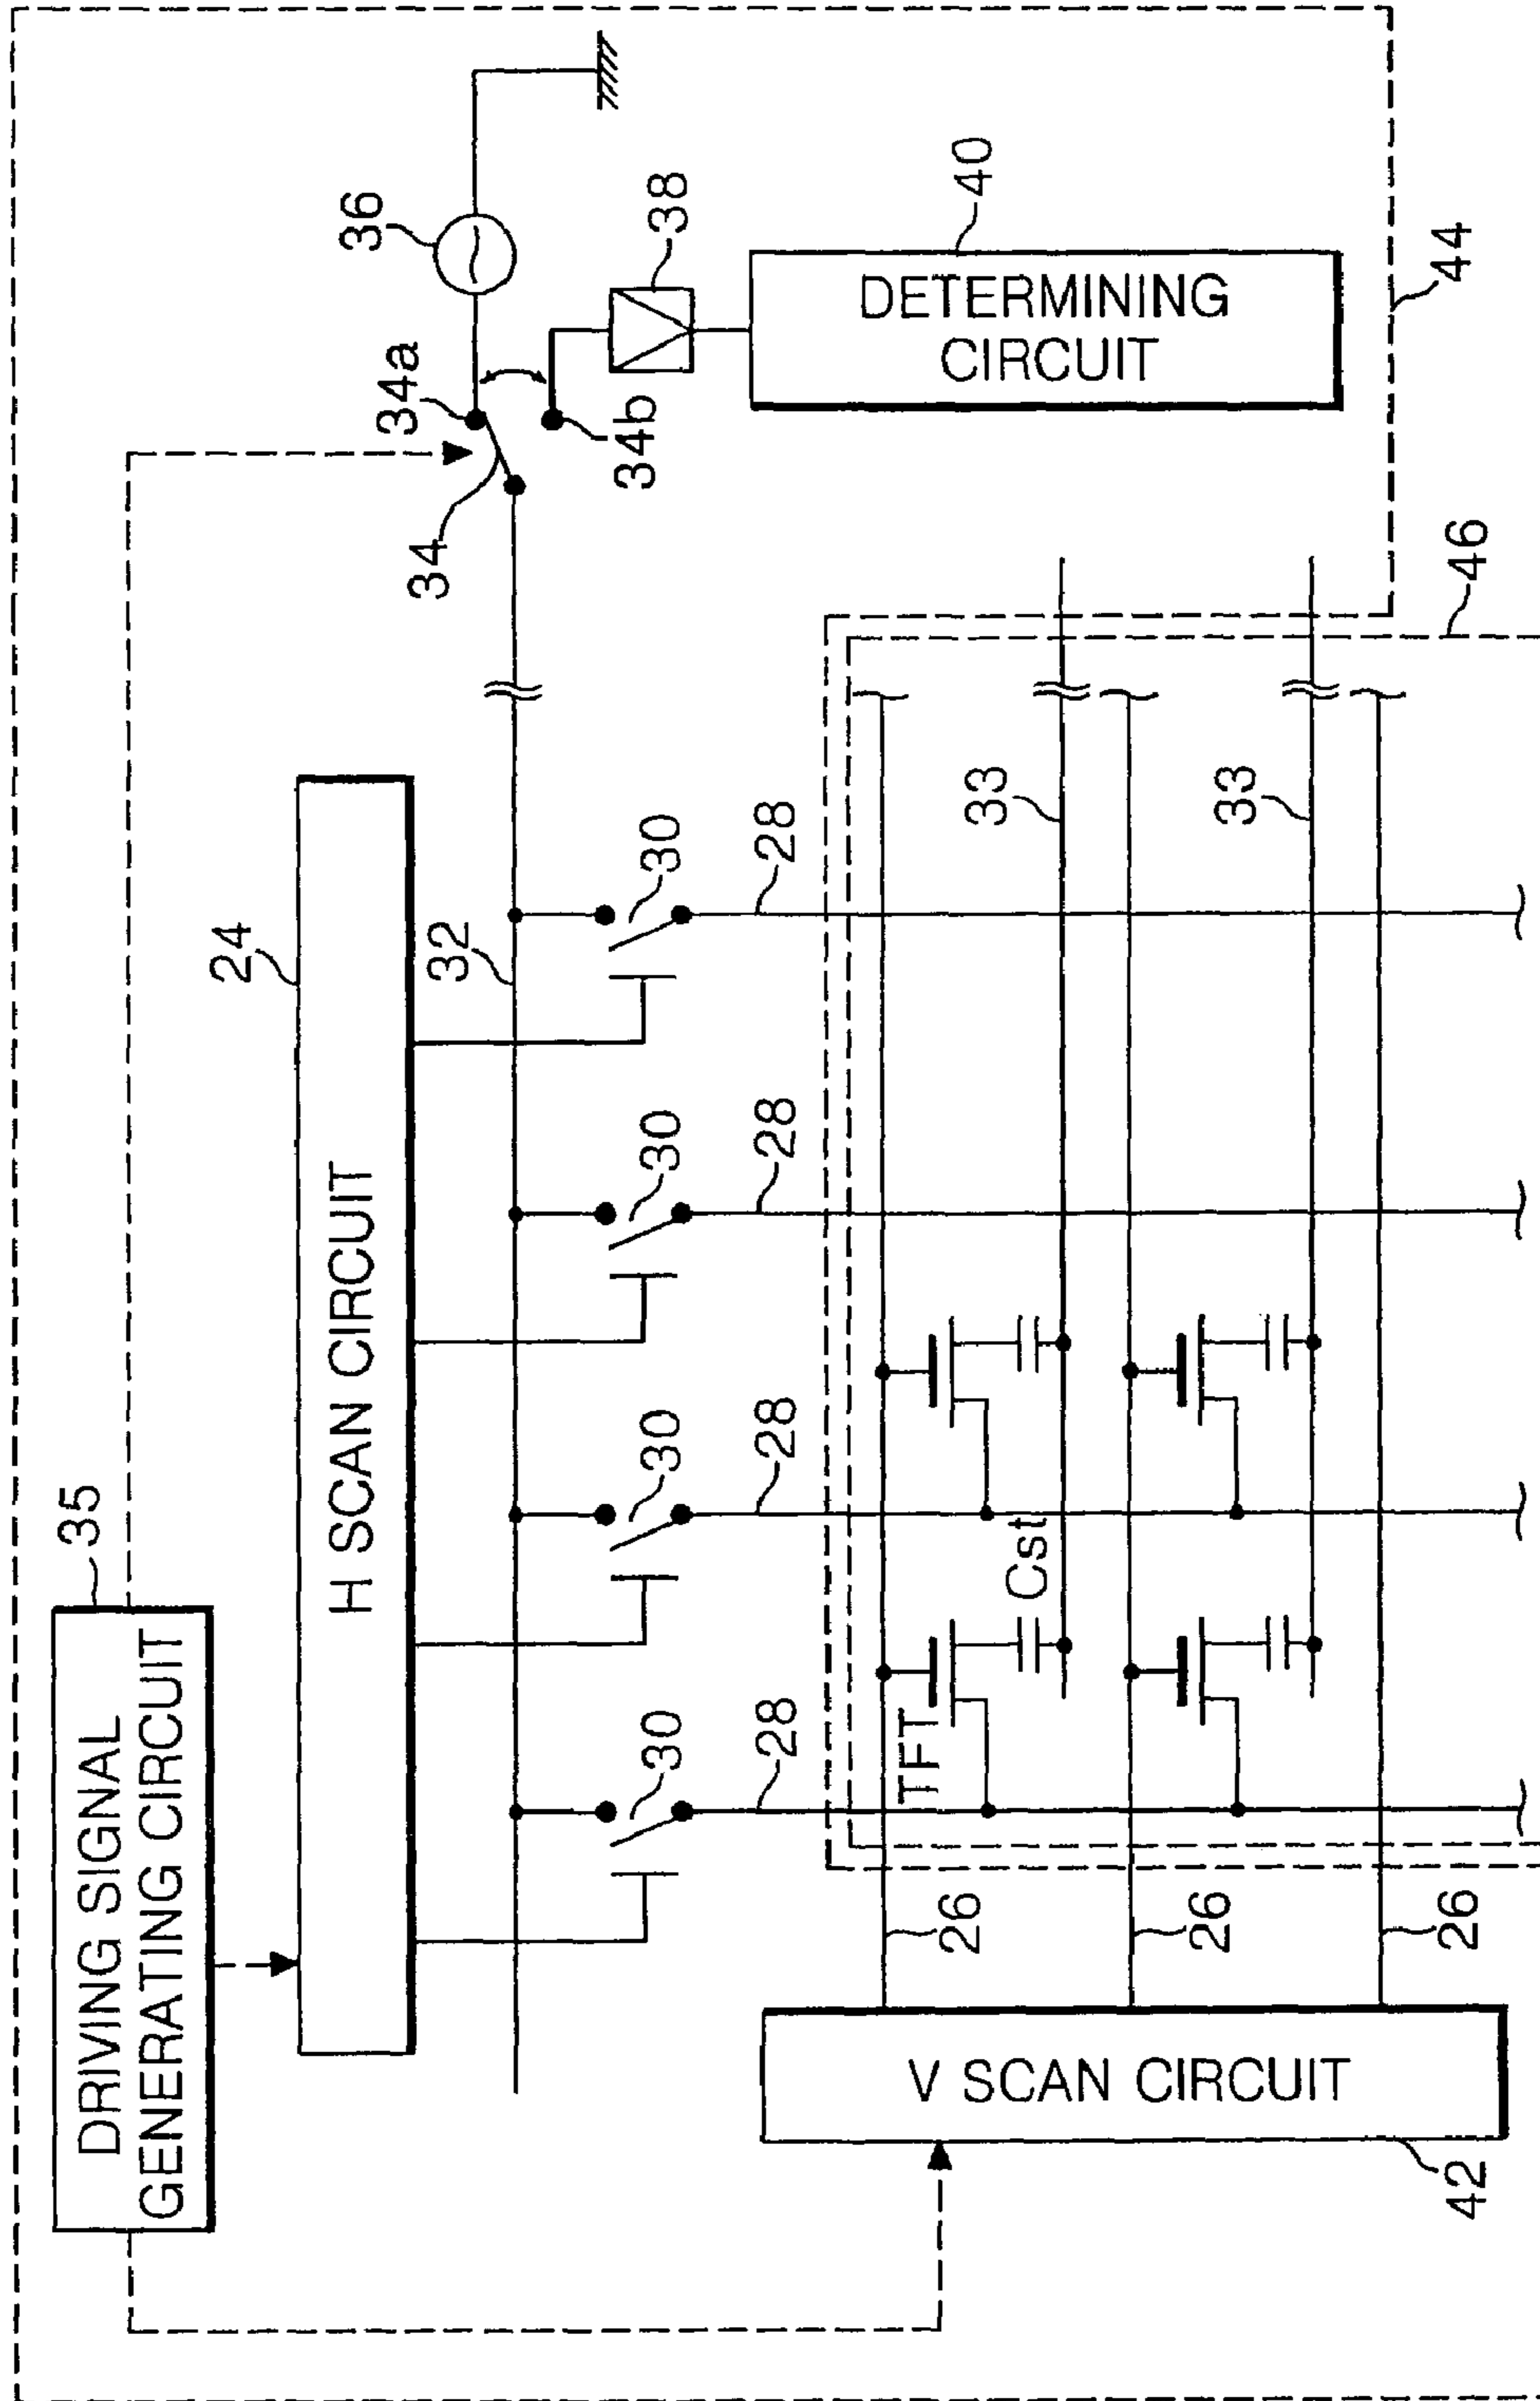 DRIVING SIGNAL
GENERATING CIRCUIT
35
24
H SCAN CIRCUIT
32
34
34a
34b
36
38
40
DETERMINING
CIRCUIT
44
46
30
30
30
30
28
28
28
28
TFT
Cst
33
33
26
26
26
V SCAN CIRCUIT
42